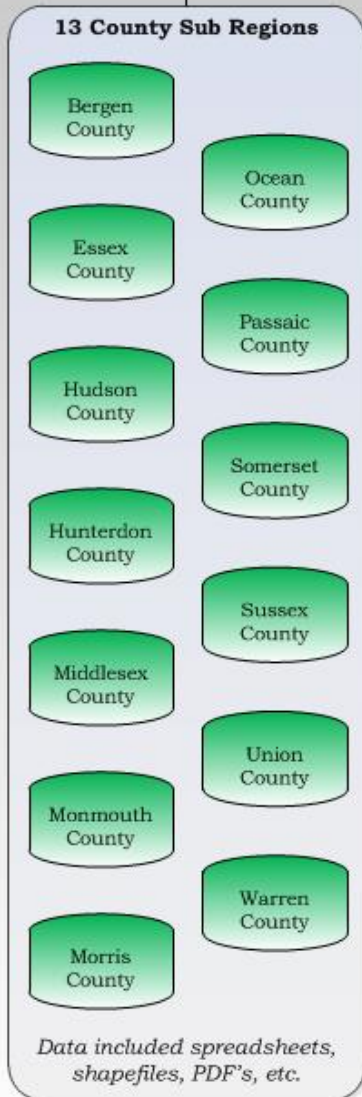 13 County Sub Regions
Bergen
County
Essex
County
Hudson
County
Hunterdon
County
Middlesex
County
Monmouth
County
Morris
County
Ocean
County
Passaic
County
Somerset
County
Sussex
County
Union
County
Warren
County
Data included spreadsheets,
shapefiles, PDF's, etc.